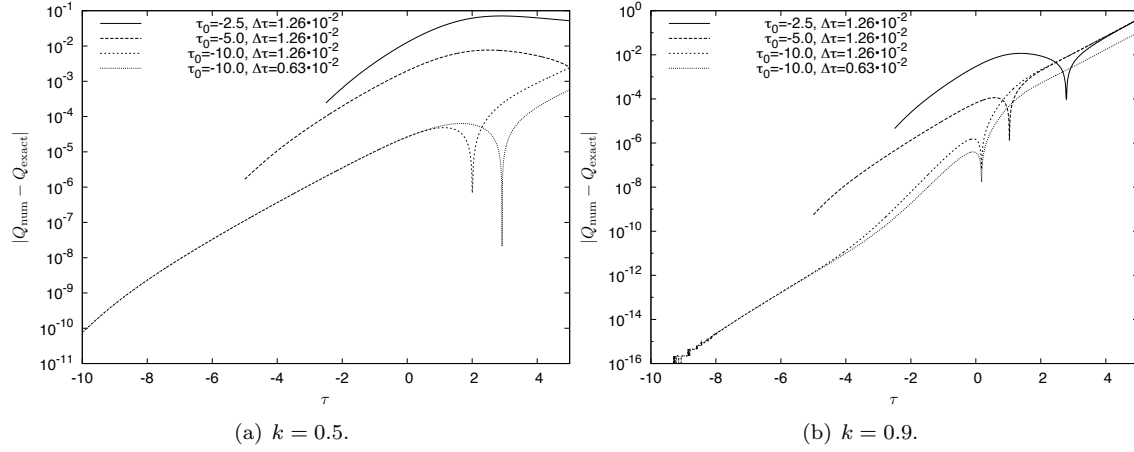 10⁰
10⁻¹
10⁻²
10⁻³
10⁻⁴
10⁻⁵
10⁻⁶
10⁻⁷
10⁻⁸
10⁻⁹
10⁻¹⁰
10⁻¹¹
|Q_num − Q_exact|
τ₀=-2.5, Δτ=1.26•10⁻²
τ₀=-5.0, Δτ=1.26•10⁻²
τ₀=-10.0, Δτ=1.26•10⁻²
τ₀=-10.0, Δτ=0.63•10⁻²
-10 -8 -6 -4 -2 0 2 4
τ
(a) k = 0.5.
10⁰
10⁻²
10⁻⁴
10⁻⁶
10⁻⁸
10⁻¹⁰
10⁻¹²
10⁻¹⁴
10⁻¹⁶
|Q_num − Q_exact|
τ₀=-2.5, Δτ=1.26•10⁻²
τ₀=-5.0, Δτ=1.26•10⁻²
τ₀=-10.0, Δτ=1.26•10⁻²
τ₀=-10.0, Δτ=0.63•10⁻²
-10 -8 -6 -4 -2 0 2 4
τ
(b) k = 0.9.